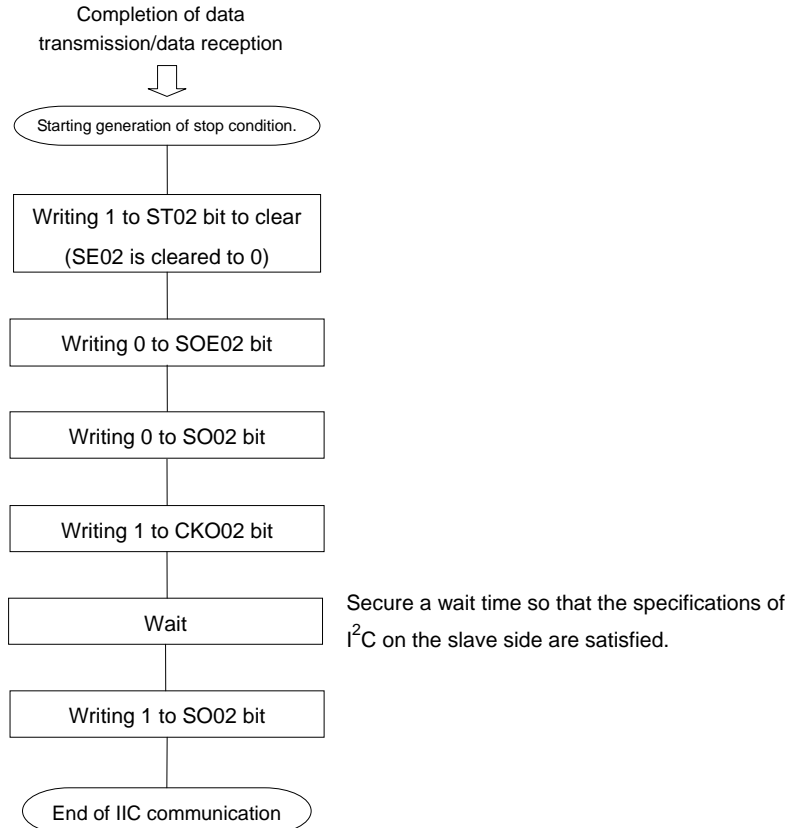 Completion of data
transmission/data reception
Starting generation of stop condition.
Writing 1 to ST02 bit to clear
(SE02 is cleared to 0)
Writing 0 to SOE02 bit
Writing 0 to SO02 bit
Writing 1 to CKO02 bit
Wait
Secure a wait time so that the specifications of
I²C on the slave side are satisfied.
Writing 1 to SO02 bit
End of IIC communication